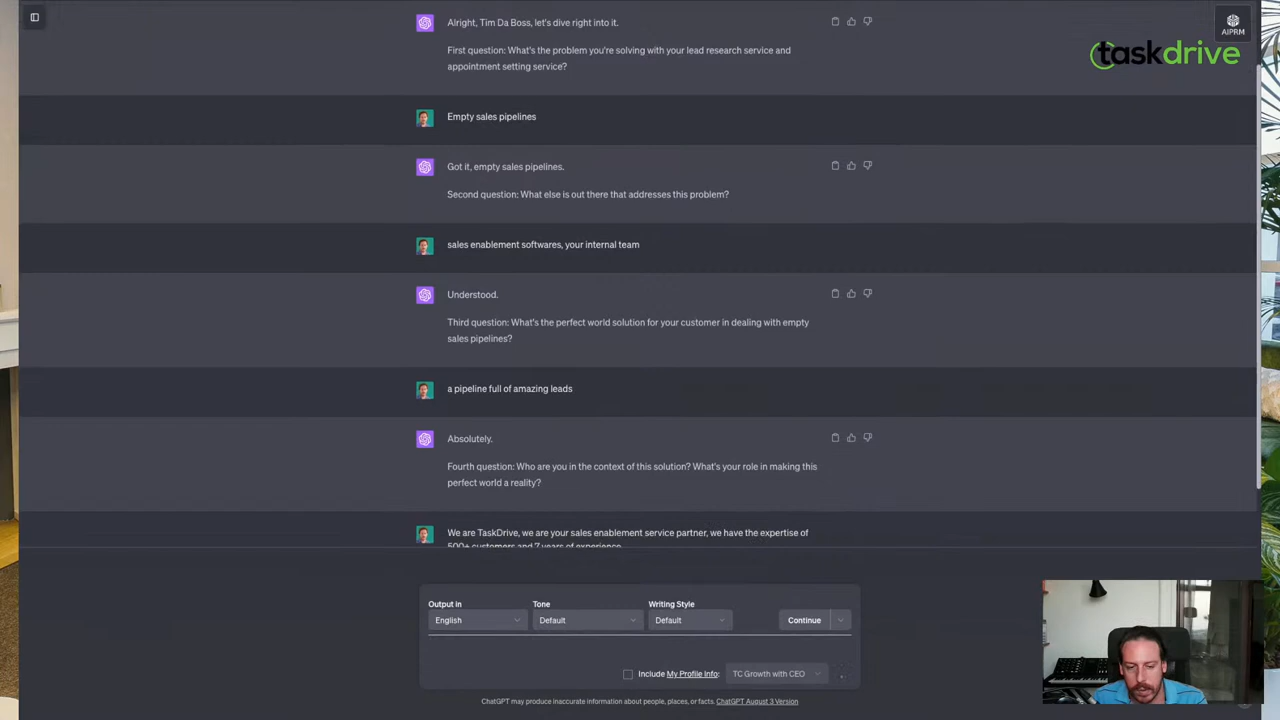 Alright, Tim Da Boss, let's dive right into it.
AIPRM
taskdrive
First question: What's the problem you're solving with your lead research service and
appointment setting service?
Empty sales pipelines
Got it, empty sales pipelines.
Second question: What else is out there that addresses this problem?
sales enablement softwares, your internal team
Understood.
Third question: What's the perfect world solution for your customer in dealing with empty
sales pipelines?
a pipeline full of amazing leads
Absolutely.
Fourth question: Who are you in the context of this solution? What's your role in making this
perfect world a reality?
We are TaskDrive, we are your sales enablement service partner, we have the expertise of
500+ customers and 7 years of experience
Output in
Tone
Writing Style
English
Default
Default
Continue
Include My Profile Info:
TC Growth with CEO
ChatGPT may produce inaccurate information about people, places, or facts. ChatGPT August 3 Version